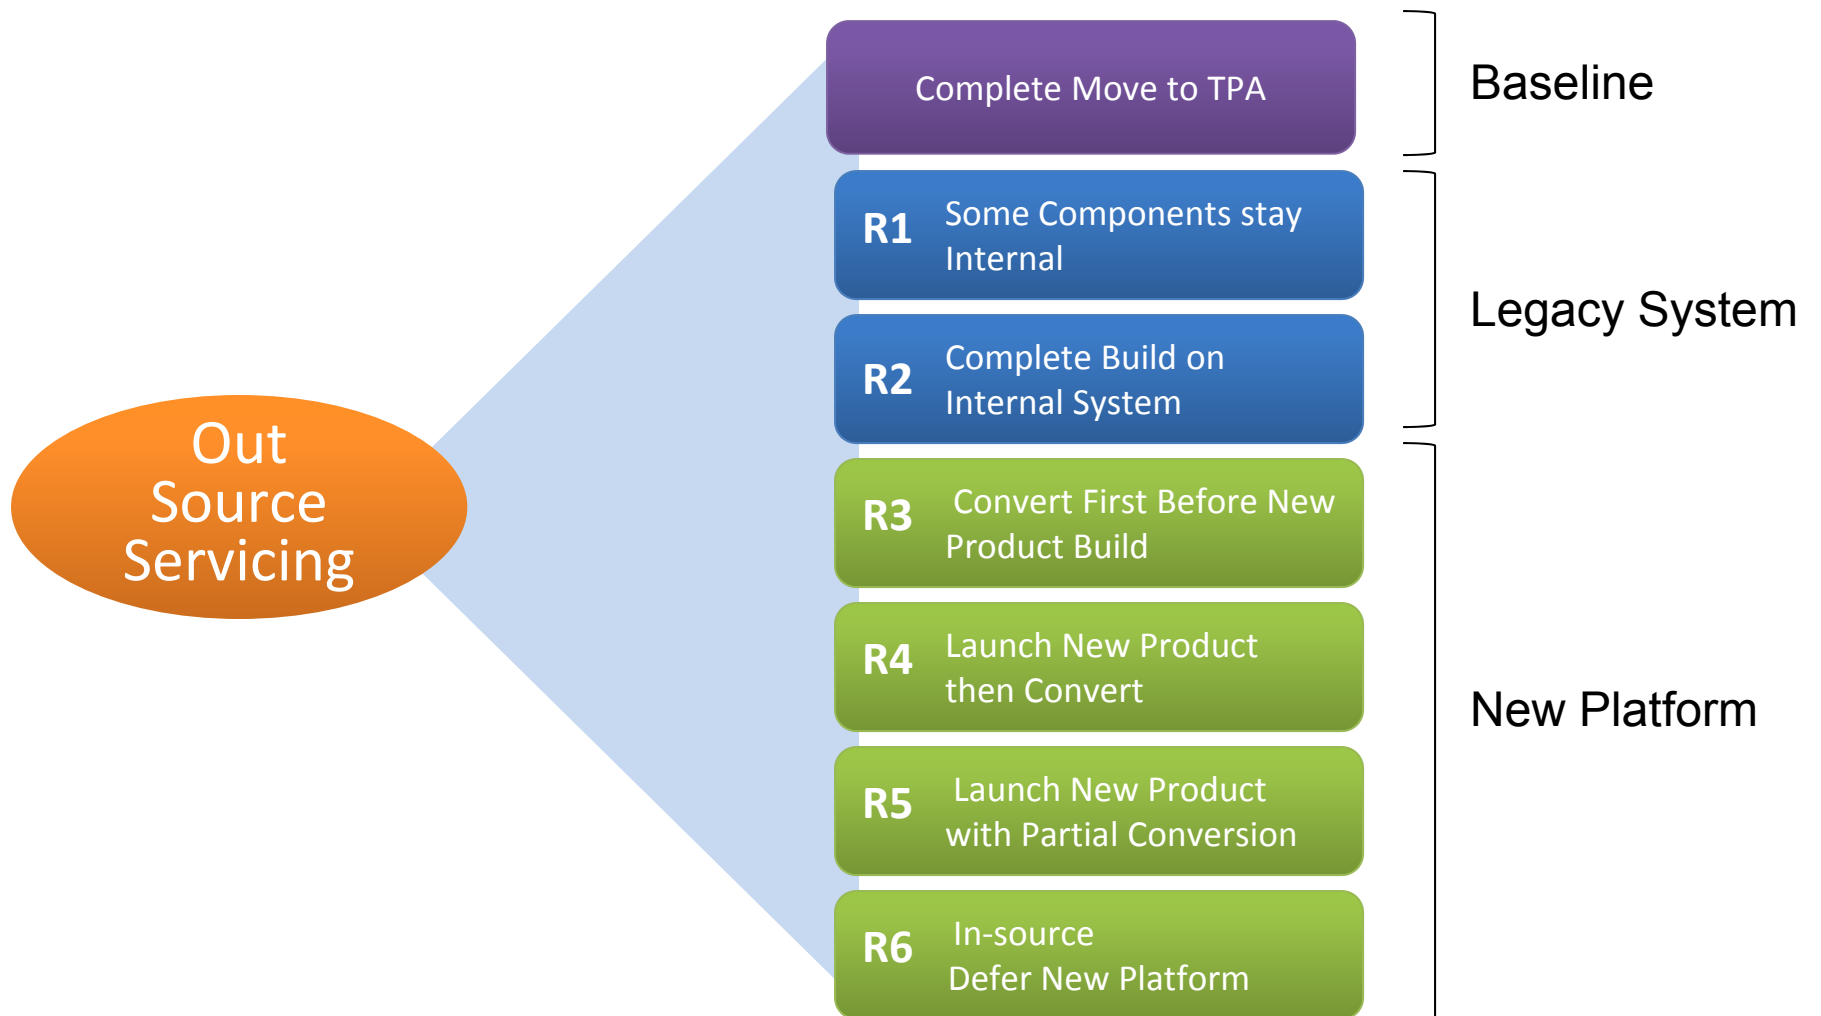 Out
Source
Servicing
Complete Move to TPA
Baseline
R1
Some Components stay
Internal
R2
Complete Build on
Internal System
Legacy System
R3
Convert First Before New
Product Build
R4
Launch New Product
then Convert
R5
Launch New Product
with Partial Conversion
R6
In-source
Defer New Platform
New Platform